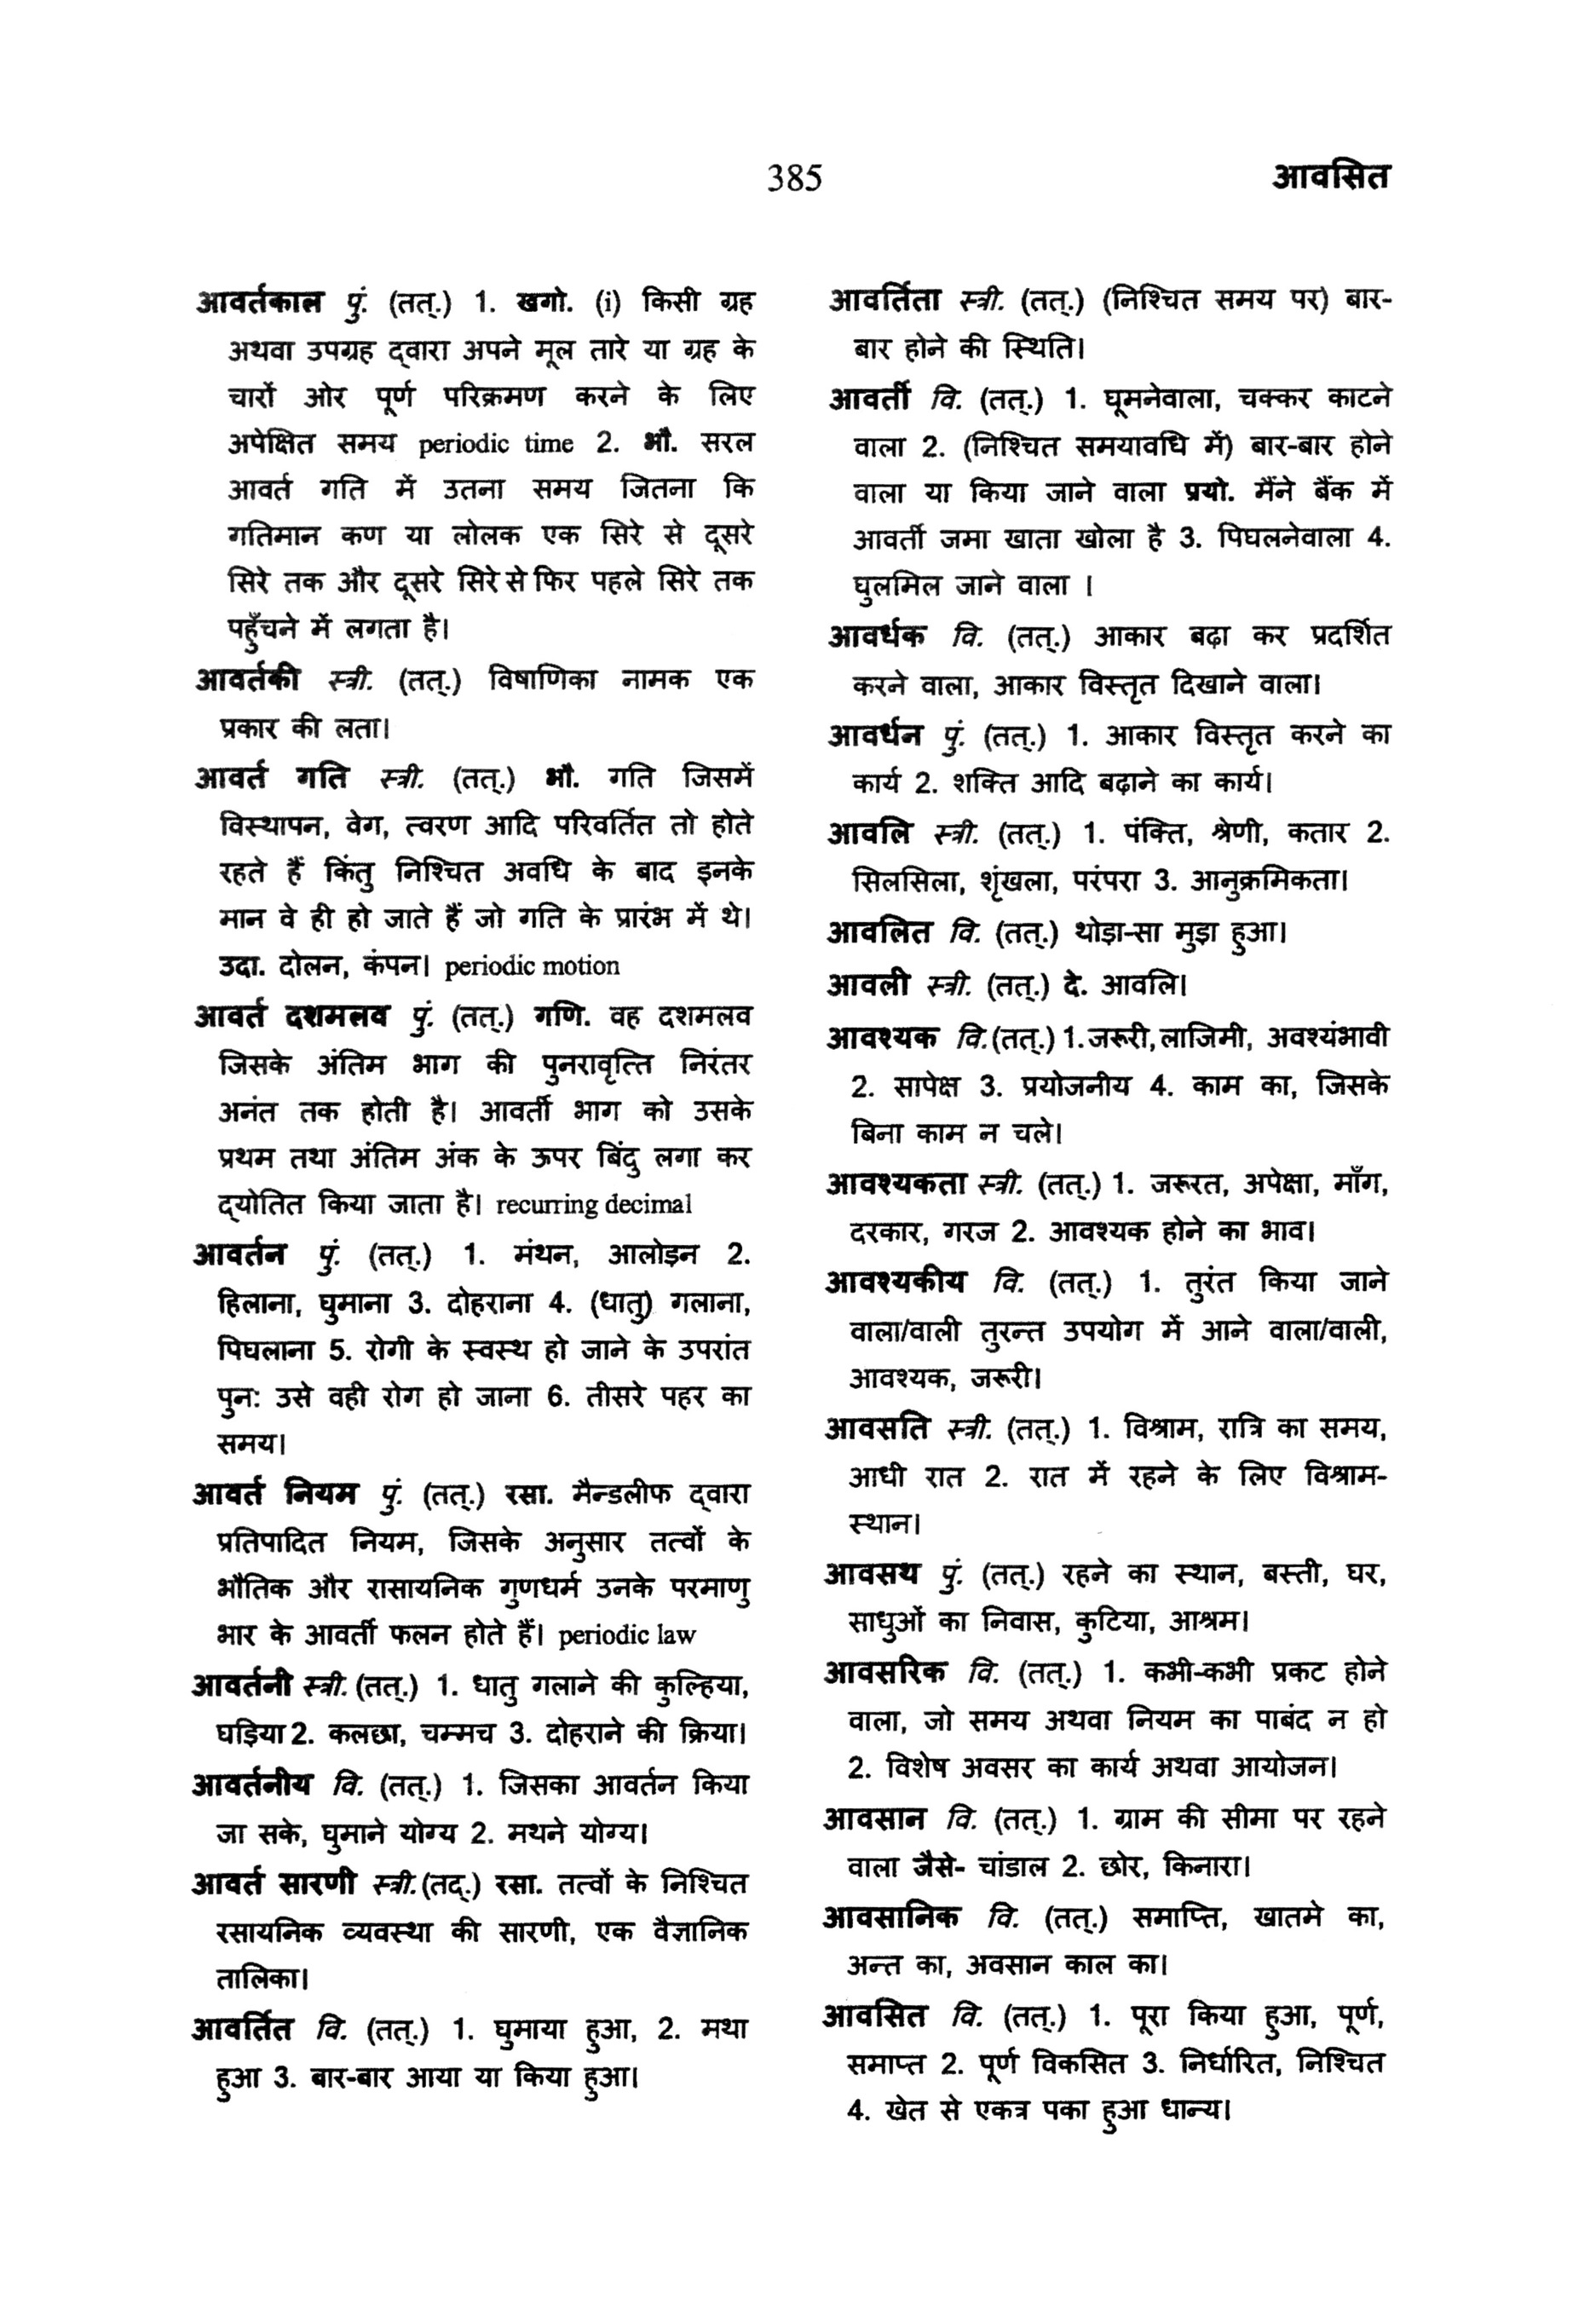 385
आवसित
आवर्तकाल पुं. (तत्.) 1. खगो. (i) किसी ग्रह
अथवा उपग्रह द्‌वारा अपने मूल तारे या ग्रह के
चारों ओर पूर्ण परिक्रमण करने के लिए
अपेक्षित समय periodic time 2. भौ. सरल
आवर्त गति में उतना समय जितना कि
गतिमान कण या लोलक एक सिरे से दूसरे
सिरे तक और दूसरे सिरे से फिर पहले सिरे तक
पहुँचने में लगता है।
आवर्तकी स्त्री. (तत्.) विषाणिका नामक एक
प्रकार की लता।
आवर्त गति स्त्री. (तत्.) भौ. गति जिसमें
विस्थापन, वेग, त्वरण आदि परिवर्तित तो होते
रहते हैं किंतु निश्चित अवधि के बाद इनके
मान वे ही हो जाते हैं जो गति के प्रारंभ में थे।
उदा. दोलन, कंपन। periodic motion
आवर्त दशमलव पुं. (तत्.) गणि. वह दशमलव
जिसके अंतिम भाग की पुनरावृत्ति निरंतर
अनंत तक होती है। आवर्ती भाग को उसके
प्रथम तथा अंतिम अंक के ऊपर बिंदु लगा कर
द्‌योतित किया जाता है। recurring decimal
आवर्तन पुं. (तत्.) 1. मंथन, आलोड़न 2.
हिलाना, घुमाना 3. दोहराना 4. (धातु) गलाना,
पिघलाना 5. रोगी के स्वस्थ हो जाने के उपरांत
पुन: उसे वही रोग हो जाना 6. तीसरे पहर का
समय।
आवर्त नियम पुं. (तत्.) रसा. मैन्डलीफ द्‌वारा
प्रतिपादित नियम, जिसके अनुसार तत्वों के
भौतिक और रासायनिक गुणधर्म उनके परमाणु
भार के आवर्ती फलन होते हैं। periodic law
आवर्तनी स्त्री. (तत्.) 1. धातु गलाने की कुल्हिया,
घड़िया 2. कलछा, चम्मच 3. दोहराने की क्रिया।
आवर्तनीय वि. (तत्.) 1. जिसका आवर्तन किया
जा सके, घुमाने योग्य 2. मथने योग्य।
आवर्त सारणी स्त्री. (तद्.) रसा. तत्वों के निश्चित
रसायनिक व्यवस्था की सारणी, एक वैज्ञानिक
तालिका।
आवर्तित वि. (तत्.) 1. घुमाया हुआ, 2. मथा
हुआ 3. बार-बार आया या किया हुआ।
आवर्तिता स्त्री. (तत्.) (निश्चित समय पर) बार-
बार होने की स्थिति।
आवर्ती वि. (तत्.) 1. घूमनेवाला, चक्कर काटने
वाला 2. (निश्चित समयावधि में) बार-बार होने
वाला या किया जाने वाला प्रयो. मैंने बैंक में
आवर्ती जमा खाता खोला है 3. पिघलनेवाला 4.
घुलमिल जाने वाला ।
आवर्धक वि. (तत्.) आकार बढ़ा कर प्रदर्शित
करने वाला, आकार विस्तृत दिखाने वाला।
आवर्धन पुं. (तत्.) 1. आकार विस्तृत करने का
कार्य 2. शक्ति आदि बढ़ाने का कार्य।
आवलि स्त्री. (तत्.) 1. पंक्ति, श्रेणी, कतार 2.
सिलसिला, शृंखला, परंपरा 3. आनुक्रमिकता।
आवलित वि. (तत्.) थोड़ा-सा मुड़ा हुआ।
आवली स्त्री. (तत्.) दे. आवलि।
आवश्यक वि. (तत्.) 1. जरूरी, लाजिमी, अवश्यंभावी
2. सापेक्ष 3. प्रयोजनीय 4. काम का, जिसके
बिना काम न चले।
आवश्यकता स्त्री. (तत्.) 1. जरूरत, अपेक्षा, माँग,
दरकार, गरज 2. आवश्यक होने का भाव।
आवश्यकीय वि. (तत्.) 1. तुरंत किया जाने
वाला/वाली तुरन्त उपयोग में आने वाला/वाली,
आवश्यक, जरूरी।
आवसति स्त्री. (तत्.) 1. विश्राम, रात्रि का समय,
आधी रात 2. रात में रहने के लिए विश्राम-
स्थान।
आवसथ पुं. (तत्.) रहने का स्थान, बस्ती, घर,
साधुओं का निवास, कुटिया, आश्रम।
आवसरिक वि. (तत्.) 1. कभी-कभी प्रकट होने
वाला, जो समय अथवा नियम का पाबंद न हो
2. विशेष अवसर का कार्य अथवा आयोजन।
आवसान वि. (तत्.) 1. ग्राम की सीमा पर रहने
वाला जैसे- चांडाल 2. छोर, किनारा।
आवसानिक वि. (तत्.) समाप्ति, खातमे का,
अन्त का, अवसान काल का।
आवसित वि. (तत्.) 1. पूरा किया हुआ, पूर्ण,
समाप्त 2. पूर्ण विकसित 3. निर्धारित, निश्चित
4. खेत से एकत्र पका हुआ धान्य।